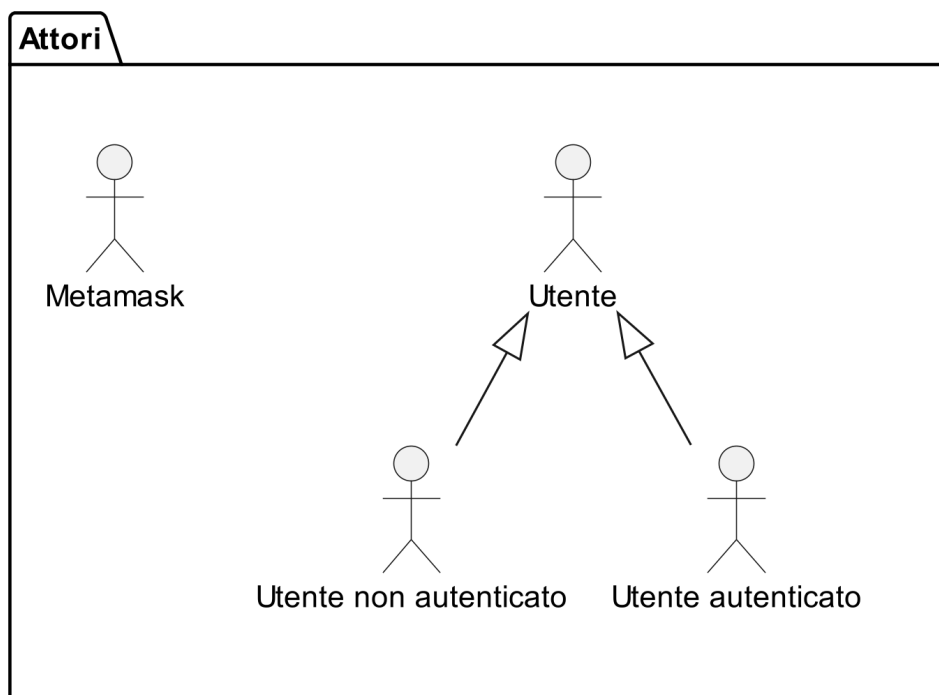 Attori
Metamask
Utente
Utente non autenticato
Utente autenticato